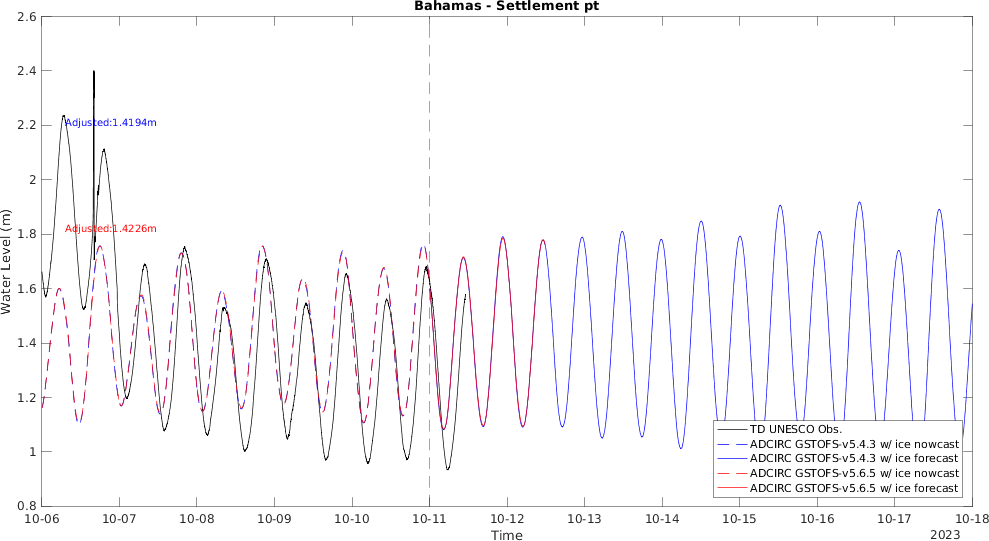 Bahamas - Settlement pt
2.6
2.4
2.2
2
1.8
1.6
1.4
1.2
1
0.8
Water Level (m)
Adjusted:1.4194m
Adjusted:1.4226m
TD UNESCO Obs.
ADCIRC GSTOFS-v5.4.3 w/ ice nowcast
ADCIRC GSTOFS-v5.4.3 w/ ice forecast
ADCIRC GSTOFS-v5.6.5 w/ ice nowcast
ADCIRC GSTOFS-v5.6.5 w/ ice forecast
10-06 10-07 10-08 10-09 10-10 10-11 10-12 10-13 10-14 10-15 10-16 10-17 10-18
Time
2023